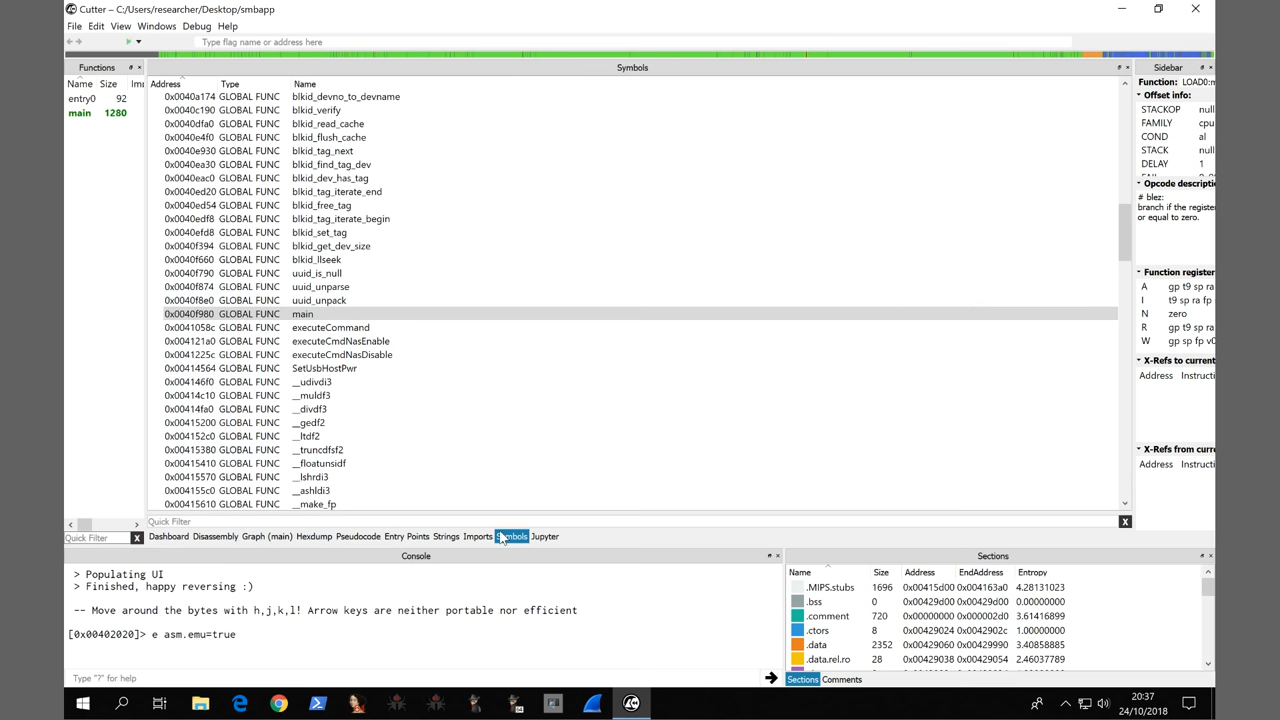 Cutter – C:/Users/researcher/Desktop/smbapp
File Edit View Windows Debug Help
Type flag name or address here
Functions
Name Size Im
entry0 92
main 1280
Quick Filter X
Symbols
Address Type Name
0x0040a174 GLOBAL FUNC blkid_devno_to_devname
0x0040c190 GLOBAL FUNC blkid_verify
0x0040dfa0 GLOBAL FUNC blkid_read_cache
0x0040e4f0 GLOBAL FUNC blkid_flush_cache
0x0040e930 GLOBAL FUNC blkid_tag_next
0x0040ea30 GLOBAL FUNC blkid_find_tag_dev
0x0040eac0 GLOBAL FUNC blkid_dev_has_tag
0x0040ed20 GLOBAL FUNC blkid_tag_iterate_end
0x0040ed54 GLOBAL FUNC blkid_free_tag
0x0040edf8 GLOBAL FUNC blkid_tag_iterate_begin
0x0040efd8 GLOBAL FUNC blkid_set_tag
0x0040f394 GLOBAL FUNC blkid_get_dev_size
0x0040f660 GLOBAL FUNC blkid_llseek
0x0040f790 GLOBAL FUNC uuid_is_null
0x0040f874 GLOBAL FUNC uuid_unparse
0x0040f8e0 GLOBAL FUNC uuid_unpack
0x0040f980 GLOBAL FUNC main
0x0041058c GLOBAL FUNC executeCommand
0x004121a0 GLOBAL FUNC executeCmdNasEnable
0x0041225c GLOBAL FUNC executeCmdNasDisable
0x00414564 GLOBAL FUNC SetUsbHostPwr
0x004146f0 GLOBAL FUNC __udivdi3
0x00414c10 GLOBAL FUNC __muldf3
0x00414fa0 GLOBAL FUNC __divdf3
0x00415200 GLOBAL FUNC __gedf2
0x004152c0 GLOBAL FUNC __ltdf2
0x00415380 GLOBAL FUNC __truncdfsf2
0x00415410 GLOBAL FUNC __floatunsidf
0x00415570 GLOBAL FUNC __lshrdi3
0x004155c0 GLOBAL FUNC __ashldi3
0x00415610 GLOBAL FUNC __make_fp
Quick Filter X
Dashboard Disassembly Graph (main) Hexdump Pseudocode Entry Points Strings Imports Symbols Jupyter
Sidebar
Function: LOAD0:m
Offset info:
STACKOP null
FAMILY cpu
COND al
STACK null
DELAY 1
Opcode descripti
# blez:
branch if the register
or equal to zero.
Function register
A gp t9 sp ra
I t9 sp ra fp
N zero
R gp t9 sp ra
W gp sp fp v0
X-Refs to current
Address Instructi
X-Refs from curre
Address Instructi
Console
> Populating UI
> Finished, happy reversing :)
-- Move around the bytes with h,j,k,l! Arrow keys are neither portable nor efficient
[0x00402020]> e asm.emu=true
Type "?" for help
Sections
Name Size Address EndAddress Entropy
.MIPS.stubs 1696 0x00415d00 0x004163a0 4.28131023
.bss 0 0x00429d00 0x00429d00 0.00000000
.comment 720 0x00000000 0x000002d0 3.61416899
.ctors 8 0x00429024 0x0042902c 1.00000000
.data 2352 0x00429060 0x00429990 3.40858885
.data.rel.ro 28 0x00429038 0x00429054 2.46037789
Sections Comments
20:37
24/10/2018